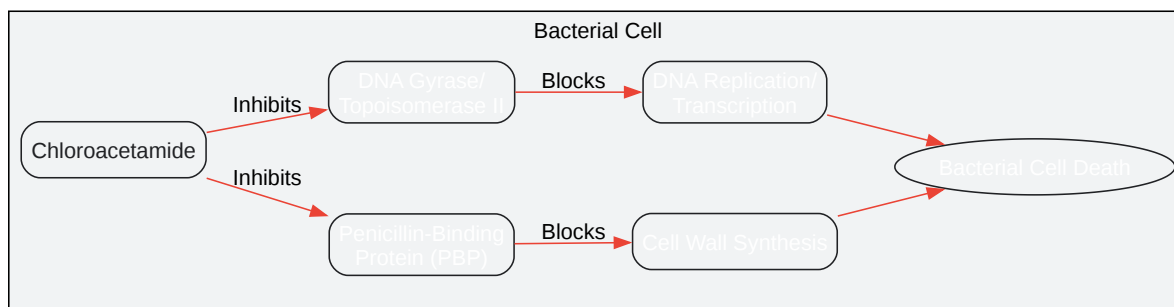 Bacterial Cell
DNA Gyrase/
Topoisomerase II
Blocks
DNA Replication/
Transcription
Inhibits
Chloroacetamide
Bacterial Cell Death
Inhibits
Penicillin-Binding
Protein (PBP)
Blocks
Cell Wall Synthesis